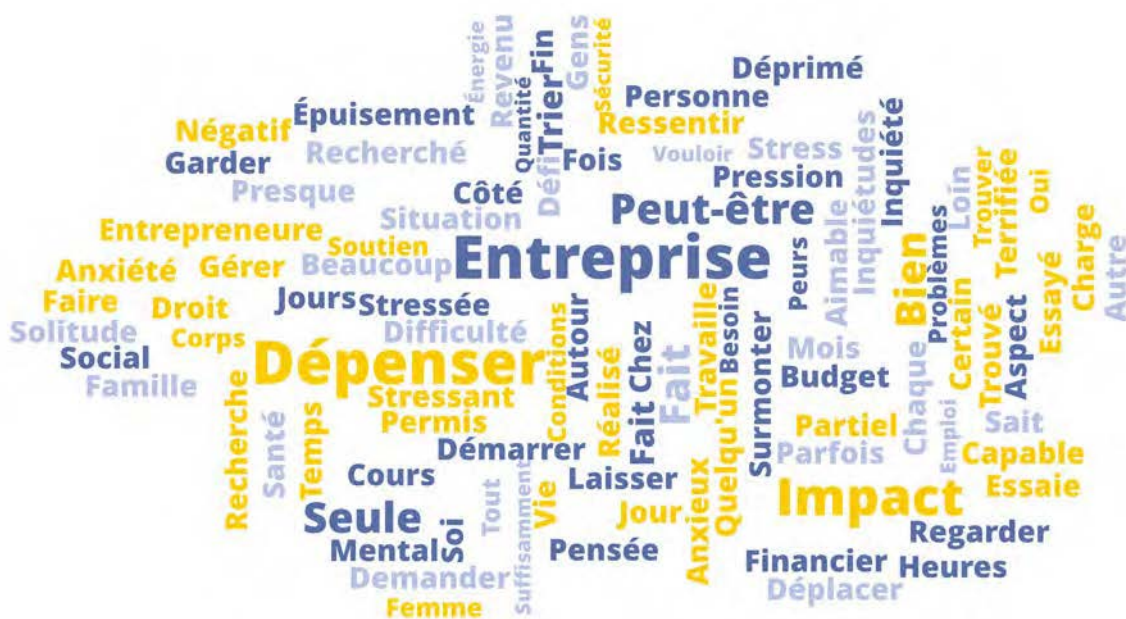 Énergie
Revenu
Fin
Gens
Sécurité
Déprimé
Personne
Quantité
Trier
Ressentir
Épuisement
Négatif
Garder
Recherché
Fois
Vouloir
Stress
Inquiétudes
Inquiété
Presque
Côté
Défi
Pression
Situation
Peut-être
Entrepreneure
Soutien
Beaucoup
Entreprise
Peurs
Aimable
Bien
Problèmes
Loin
Trouver
Terrifiée
Oui
Charge
Autre
Anxiété
Gérer
Faire
Droit
Jours
Stressée
Solitude
Corps
Difficulté
Social
Famille
Dépenser
Conditions
Autour
Réalisé
Fait
Chez
Fait
Travaille
Besoin
Surmonter
Mois
Budget
Chaque
Certain
Trouvé
Aspect
Essayé
Stressant
Permis
Recherche
Santé
Temps
Démarrer
Quelqu'un
Partiel
Parfois
Emploi
Sait
Capable
Cours
Laisser
Essaie
Seule
Soi
Tout
Suffisamment
Vie
Jour
Anxieux
Impact
Regarder
Mental
Pensée
Financier
Heures
Demander
Déplacer
Femme